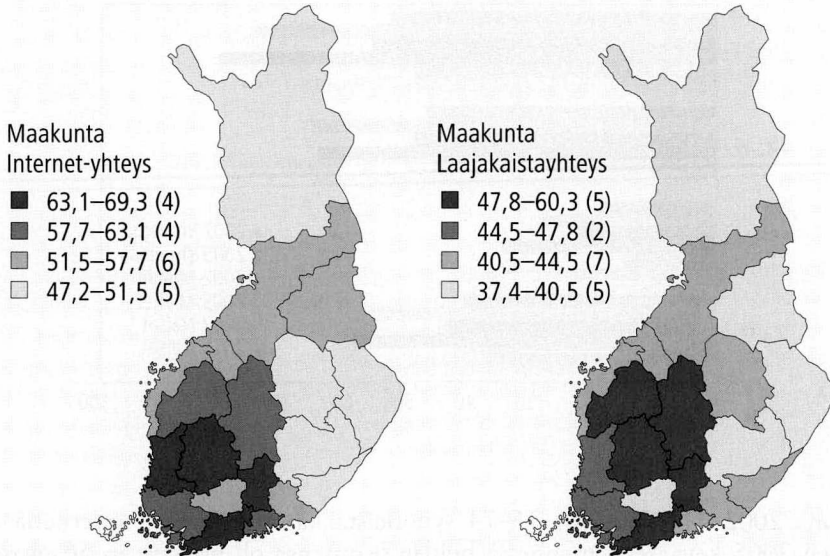 Maakunta
Internet-yhteys
63,1–69,3 (4)
57,7–63,1 (4)
51,5–57,7 (6)
47,2–51,5 (5)
Maakunta
Laajakaistayhteys
47,8–60,3 (5)
44,5–47,8 (2)
40,5–44,5 (7)
37,4–40,5 (5)